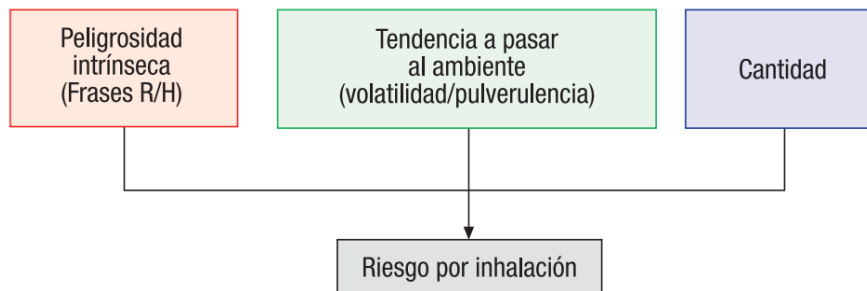 Peligrosidad
intrínseca
(Frases R/H)
Tendencia a pasar
al ambiente
(volatilidad/pulverulencia)
Cantidad
Riesgo por inhalación